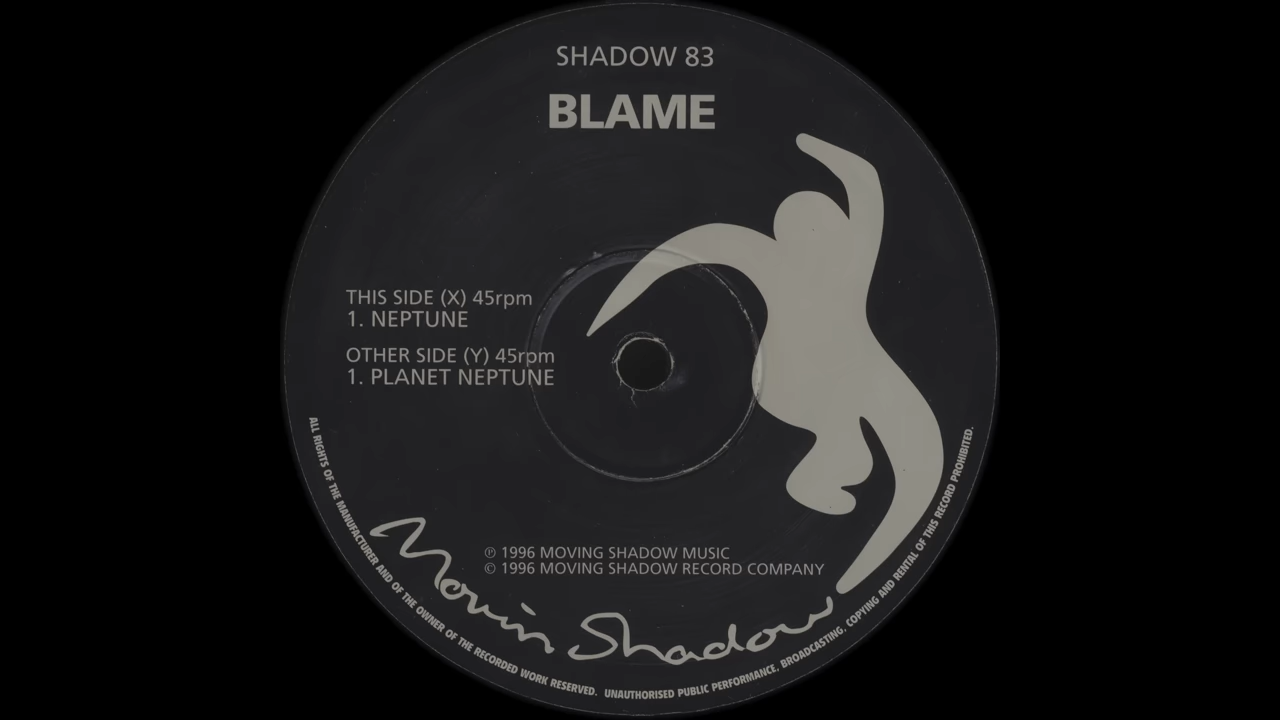 SHADOW 83
BLAME
THIS SIDE (X) 45rpm
1. NEPTUNE
OTHER SIDE (Y) 45rpm
1. PLANET NEPTUNE
℗ 1996 MOVING SHADOW MUSIC
© 1996 MOVING SHADOW RECORD COMPANY
Movin Shadow
ALL RIGHTS OF THE MANUFACTURER AND OF THE OWNER OF THE RECORDED WORK RESERVED. UNAUTHORISED PUBLIC PERFORMANCE, BROADCASTING, COPYING AND RENTAL OF THIS RECORD PROHIBITED.